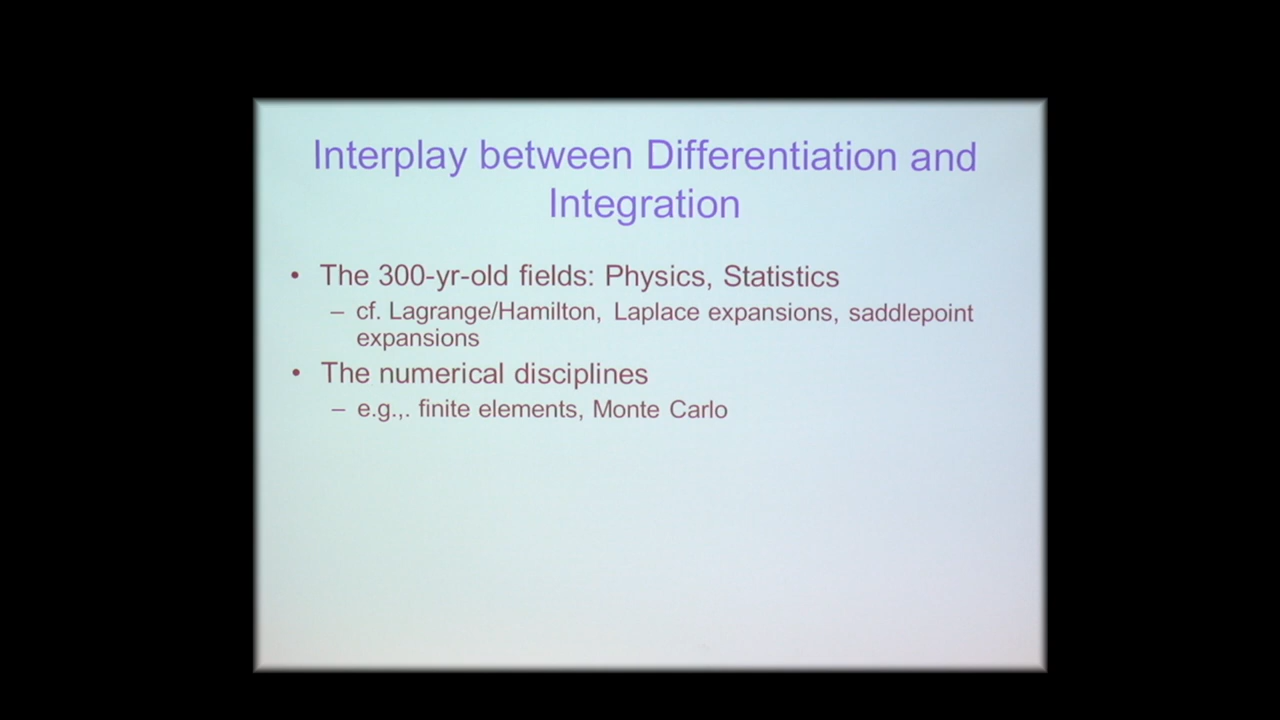 Interplay between Differentiation and
Integration
• The 300-yr-old fields: Physics, Statistics
– cf. Lagrange/Hamilton, Laplace expansions, saddlepoint
expansions
• The numerical disciplines
– e.g.,. finite elements, Monte Carlo